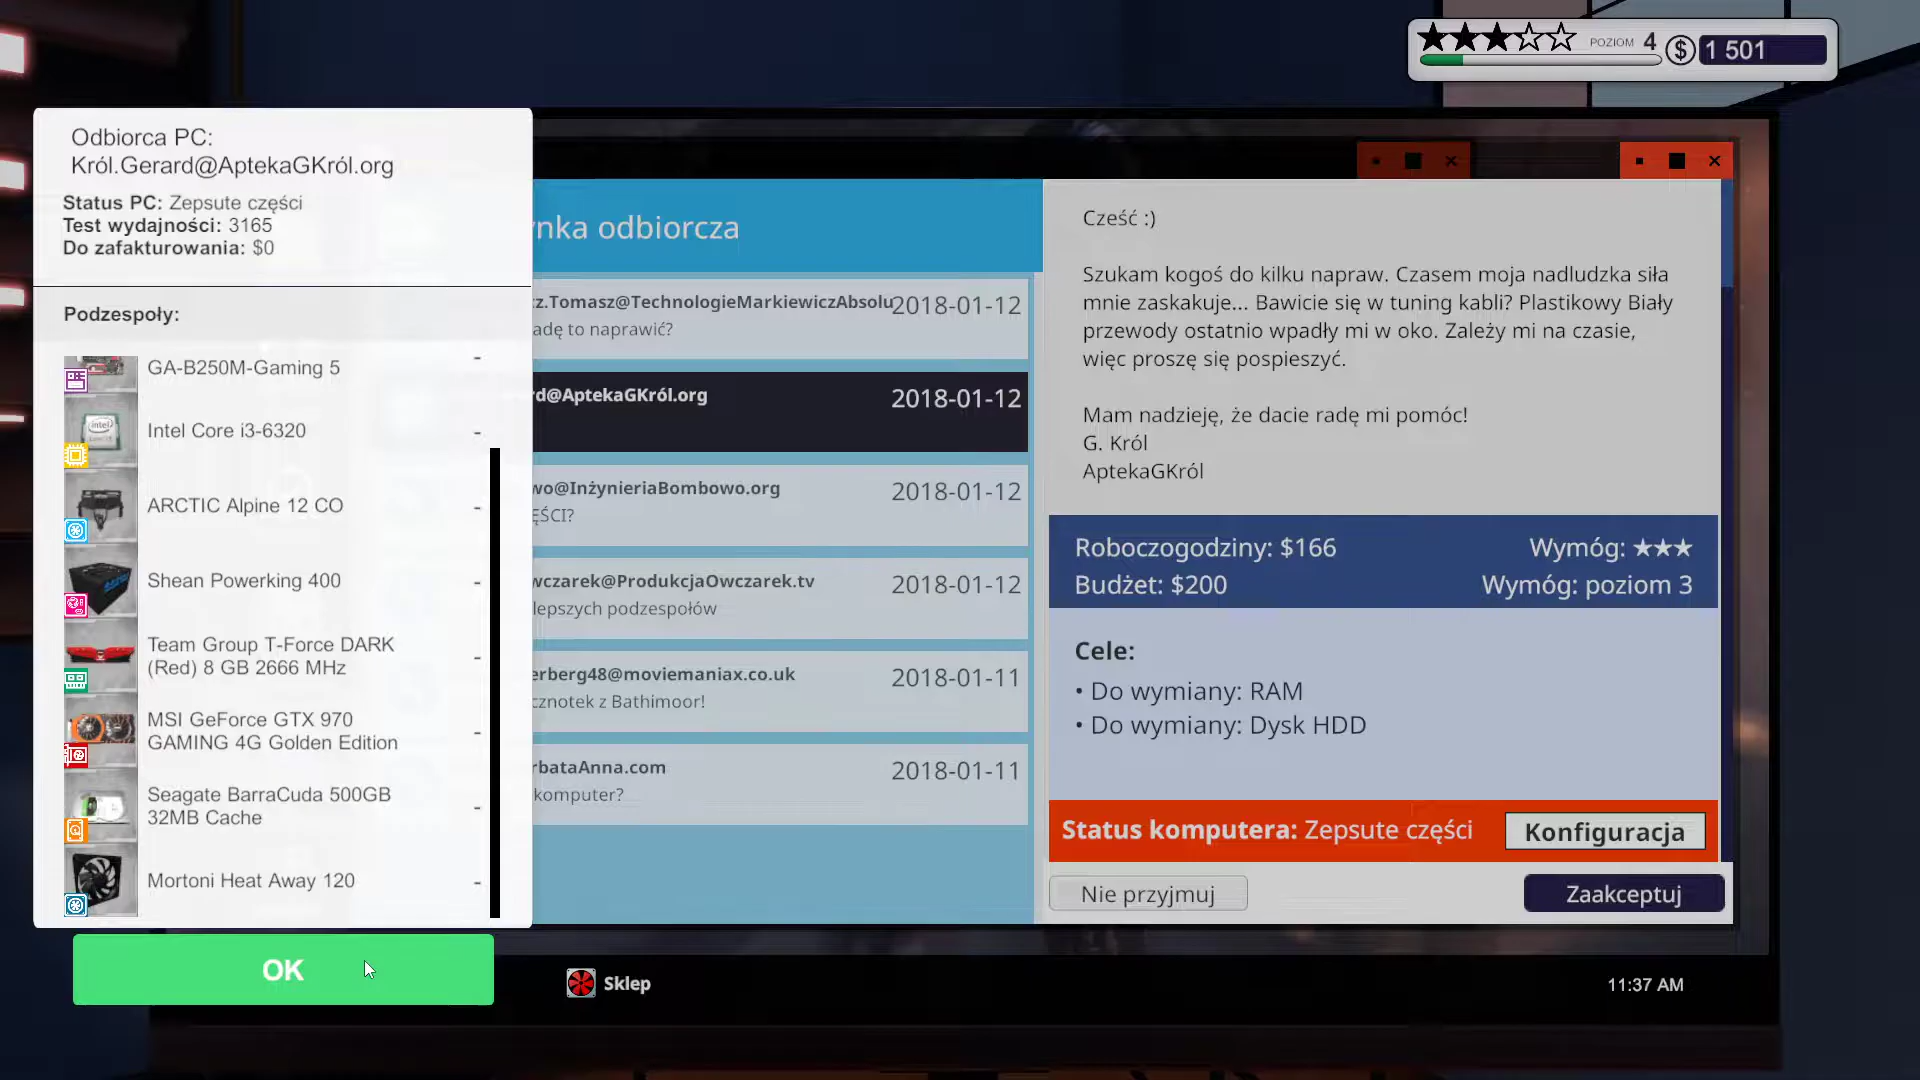 POZIOM 4
$ 1 501
Odbiorca PC:
Król.Gerard@AptekaGKról.org
Status PC: Zepsute części
Test wydajności: 3165
Do zafakturowania: $0
Podzespoły:
GA-B250M-Gaming 5 -
Intel Core i3-6320 -
ARCTIC Alpine 12 CO -
Shean Powerking 400 -
Team Group T-Force DARK
(Red) 8 GB 2666 MHz -
MSI GeForce GTX 970
GAMING 4G Golden Edition -
Seagate BarraCuda 500GB
32MB Cache -
Mortoni Heat Away 120 -
OK
nka odbiorcza
cz.Tomasz@TechnologieMarkiewiczAbsolu 2018-01-12
adę to naprawić?
rd@AptekaGKról.org 2018-01-12
wo@InżynieriaBombowo.org 2018-01-12
ĘŚCI?
wczarek@ProdukcjaOwczarek.tv 2018-01-12
lepszych podzespołów
erberg48@moviemaniax.co.uk 2018-01-11
cznotek z Bathimoor!
rbataAnna.com 2018-01-11
komputer?
Cześć :)
Szukam kogoś do kilku napraw. Czasem moja nadludzka siła
mnie zaskakuje... Bawicie się w tuning kabli? Plastikowy Biały
przewody ostatnio wpadły mi w oko. Zależy mi na czasie,
więc proszę się pospieszyć.
Mam nadzieję, że dacie radę mi pomóc!
G. Król
AptekaGKról
Roboczogodziny: $166 Wymóg: ★★★
Budżet: $200 Wymóg: poziom 3
Cele:
• Do wymiany: RAM
• Do wymiany: Dysk HDD
Status komputera: Zepsute części Konfiguracja
Nie przyjmuj Zaakceptuj
Sklep
11:37 AM